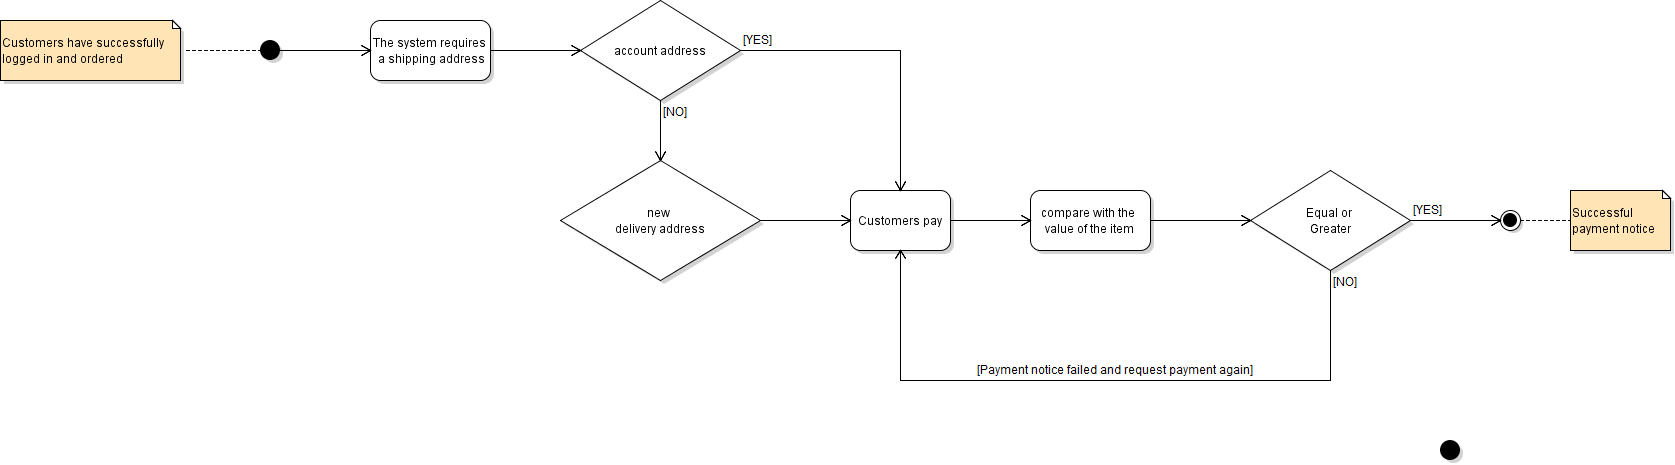 Customers have successfully
logged in and ordered
The system requires
a shipping address
account address
[YES]
[NO]
new
delivery address
Customers pay
compare with the
value of the item
Equal or
Greater
[YES]
[NO]
Successful
payment notice
[Payment notice failed and request payment again]